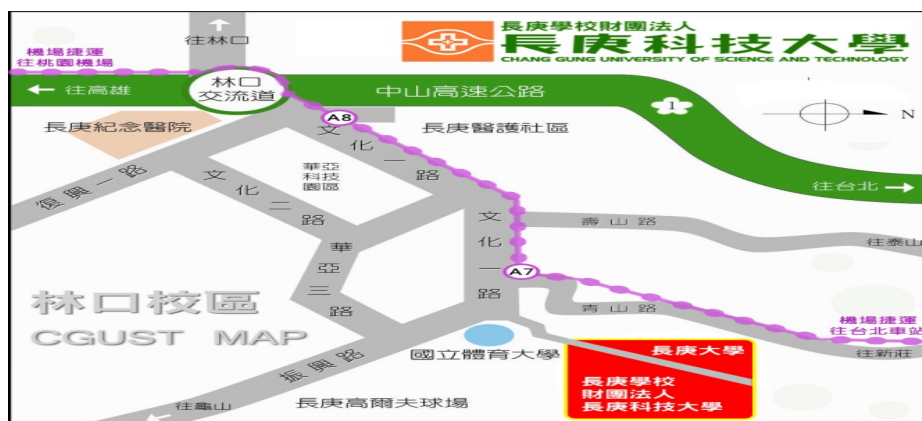 往林口
長庚學校財團法人
長庚科技大學
CHANG GUNG UNIVERSITY OF SCIENCE AND TECHNOLOGY
機場捷運
往桃園機場
林口
交流道
往高雄
中山高速公路
1
N
長庚紀念醫院
A8
長庚醫護社區
文化一路
華亞
科技
園區
復興一路
文化二路
往台北
壽山路
往泰山
華亞三路
文化一路
A7
林口校區
CGUST MAP
青山路
機場捷運
往台北車站
往新莊
振興路
國立體育大學
長庚大學
長庚學校
財團法人
長庚科技大學
往龜山
長庚高爾夫球場